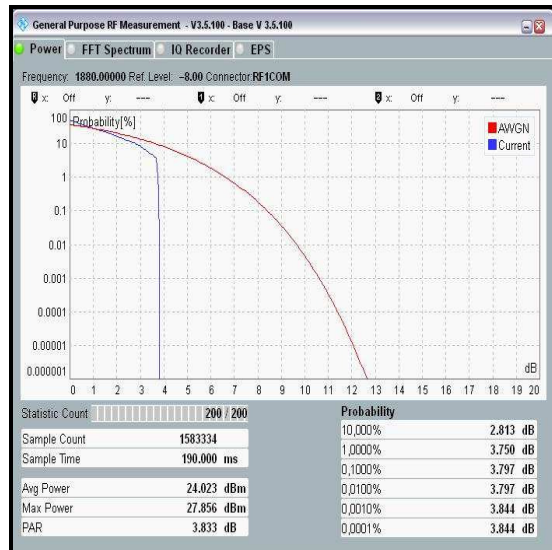 General Purpose RF Measurement - V3.5.100 - Base V 3.5.100
Power FFT Spectrum IQ Recorder EPS
Frequency: 1880.00000 Ref. Level: -8.00 Connector:RF1COM
x: Off y: --- x: Off y: --- x: Off y: ---
Probability[%]
AWGN
Current
100
10
1
0.1
0.01
0.001
0.0001
0.00001
0.000001
dB
0 1 2 3 4 5 6 7 8 9 10 11 12 13 14 15 16 17 18 19 20
Statistic Count 200 / 200
Sample Count 1583334
Sample Time 190.000 ms
Avg Power 24.023 dBm
Max Power 27.856 dBm
PAR 3.833 dB
Probability
10,000% 2.813 dB
1,0000% 3.750 dB
0,1000% 3.797 dB
0,0100% 3.797 dB
0,0010% 3.844 dB
0,0001% 3.844 dB